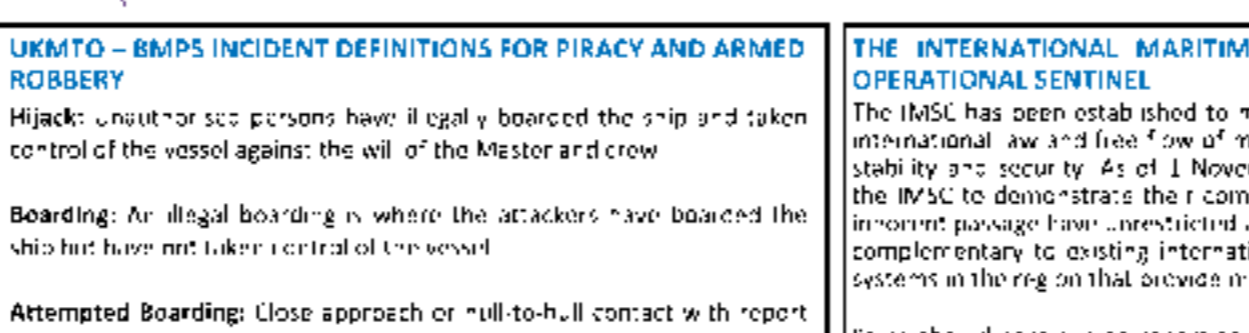 UKMTO – BMP5 INCIDENT DEFINITIONS FOR PIRACY AND ARMED
ROBBERY
Hijack: Unauthorised persons have illegally boarded the ship and taken
control of the vessel against the will of the Master and crew
Boarding: An illegal boarding is where the attackers have boarded the
ship but have not taken control of the vessel
Attempted Boarding: Close approach or hull-to-hull contact with report
THE INTERNATIONAL MARITIM
OPERATIONAL SENTINEL
The IMSC has been established to m
international law and free flow of m
stability and security. As of 1 Nove
the IMSC to demonstrate their com
innocent passage have unrestricted
complementary to existing internati
systems in the region that provide m